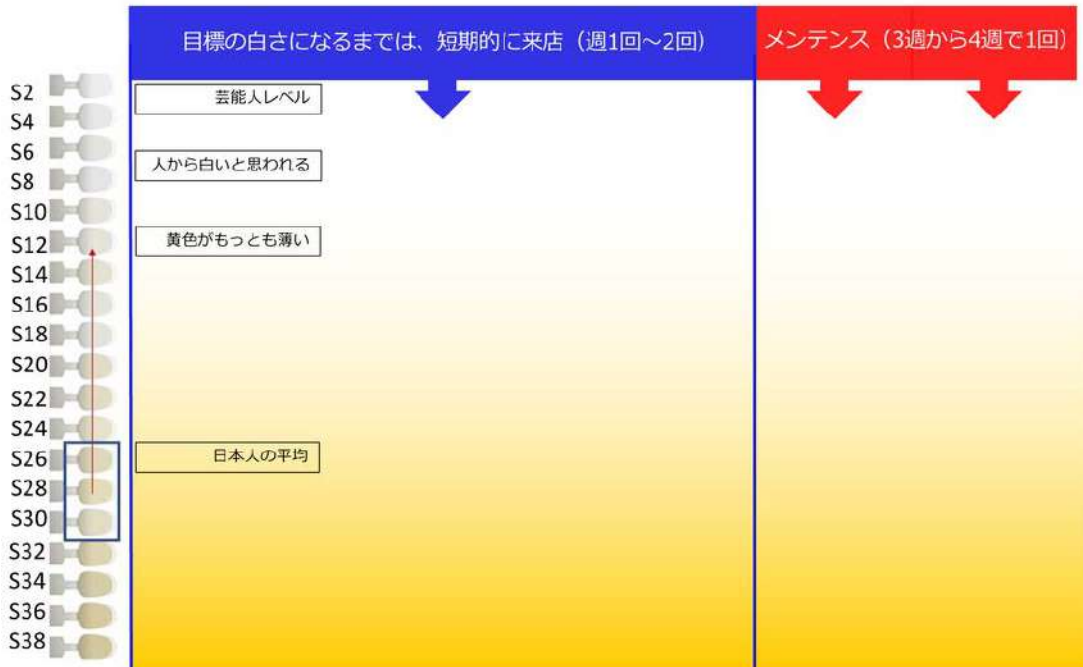 目標の白さになるまでは、短期的に来店（週1回～2回）
メンテンス（3週から4週で1回）
S2
芸能人レベル
S4
S6
人から白いと思われる
S8
S10
S12
黄色がもっとも薄い
S14
S16
S18
S20
S22
S24
S26
日本人の平均
S28
S30
S32
S34
S36
S38